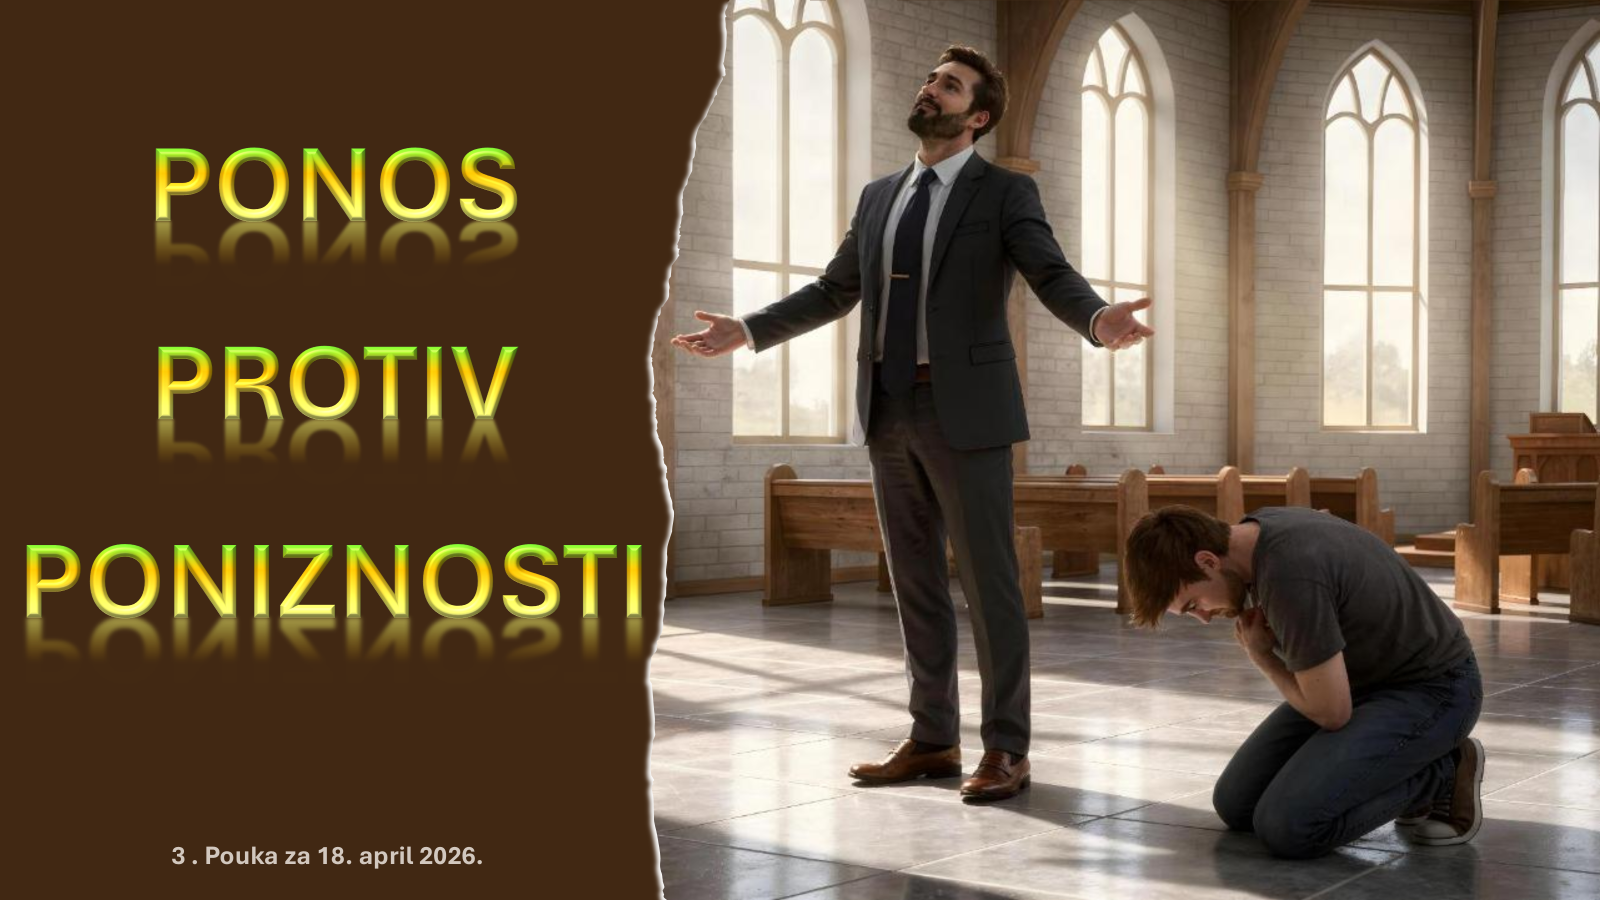 PONOS
PROTIV
PONIZNOSTI
3 . Pouka za 18. april 2026.